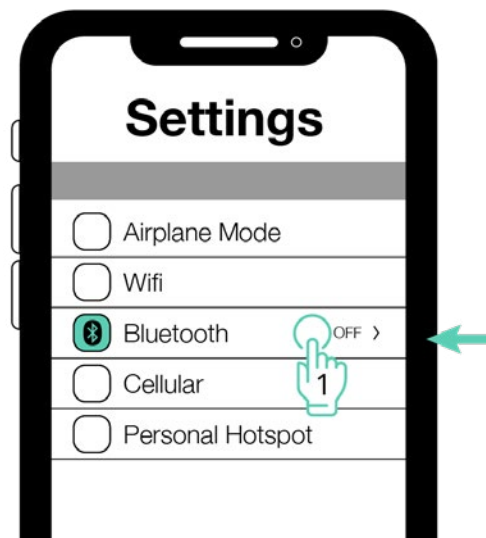 Settings
Airplane Mode
Wifi
Bluetooth OFF >
1
Cellular
Personal Hotspot